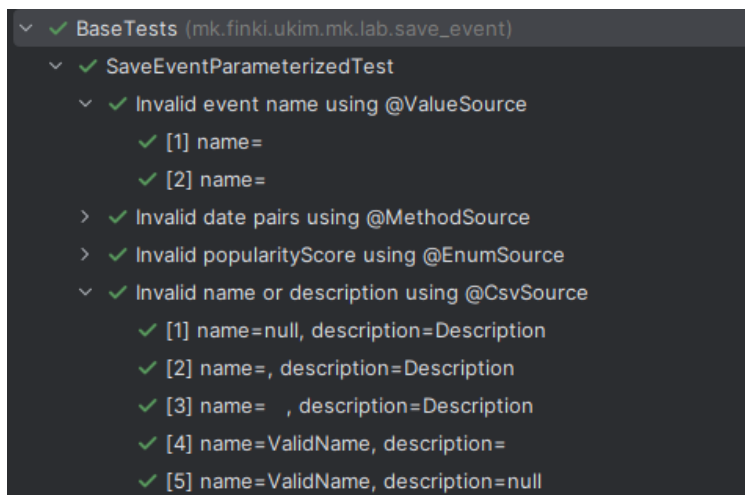 BaseTests (mk.finki.ukim.mk.lab.save_event)
SaveEventParameterizedTest
Invalid event name using @ValueSource
[1] name=
[2] name=
Invalid date pairs using @MethodSource
Invalid popularityScore using @EnumSource
Invalid name or description using @CsvSource
[1] name=null, description=Description
[2] name=, description=Description
[3] name=   , description=Description
[4] name=ValidName, description=
[5] name=ValidName, description=null